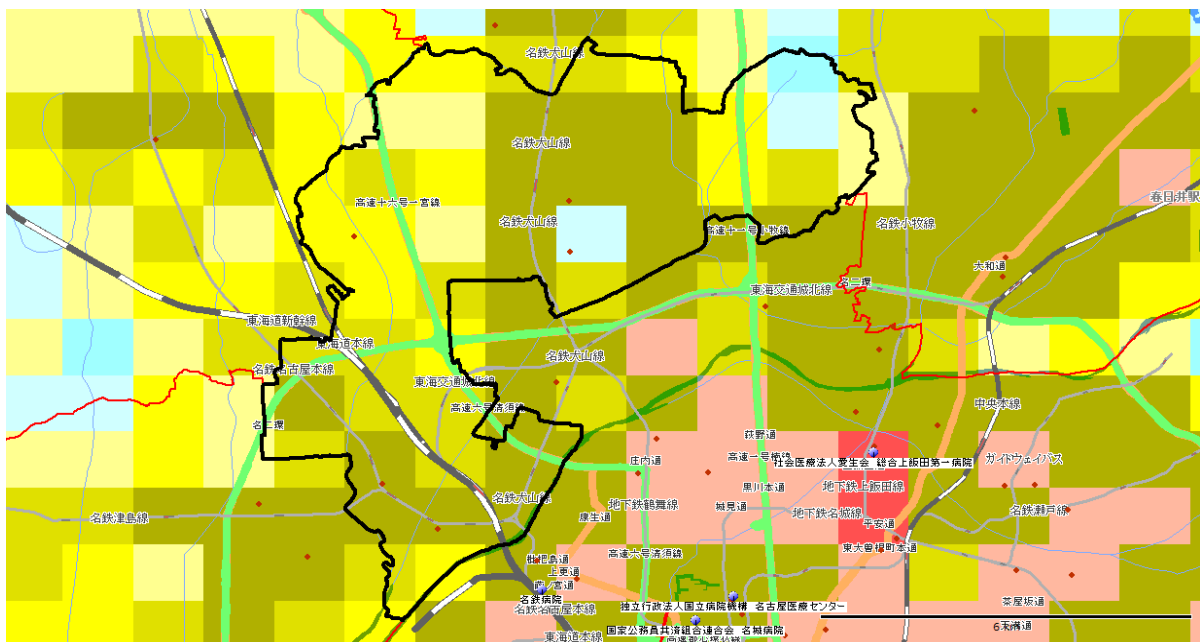 名鉄犬山線
名鉄犬山線
春日井駅
高速十六号一宮線
名鉄犬山線
高速十一号小牧線
名鉄小牧線
大和通
名二環
東海交通城北線
東海道新幹線
東海道本線
名鉄犬山線
名鉄名古屋本線
東海交通城北線
高速六号清須線
中央本線
名二環
萩野通
庄内通
高速一号楠線
社会医療法人愛生会 総合上飯田第一病院
ガイドウェイバス
黒川本通
地下鉄上飯田線
名鉄犬山線
地下鉄鶴舞線
城見通
地下鉄名城線
名鉄瀬戸線
名鉄津島線
康生通
平安通
東大曽根町本通
枇杷島通
高速六号清須線
上更通
名鉄病院
名鉄名古屋本線
独立行政法人国立病院機構 名古屋医療センター
茶屋坂通
国家公務員共済組合連合会 名城病院
東海道本線